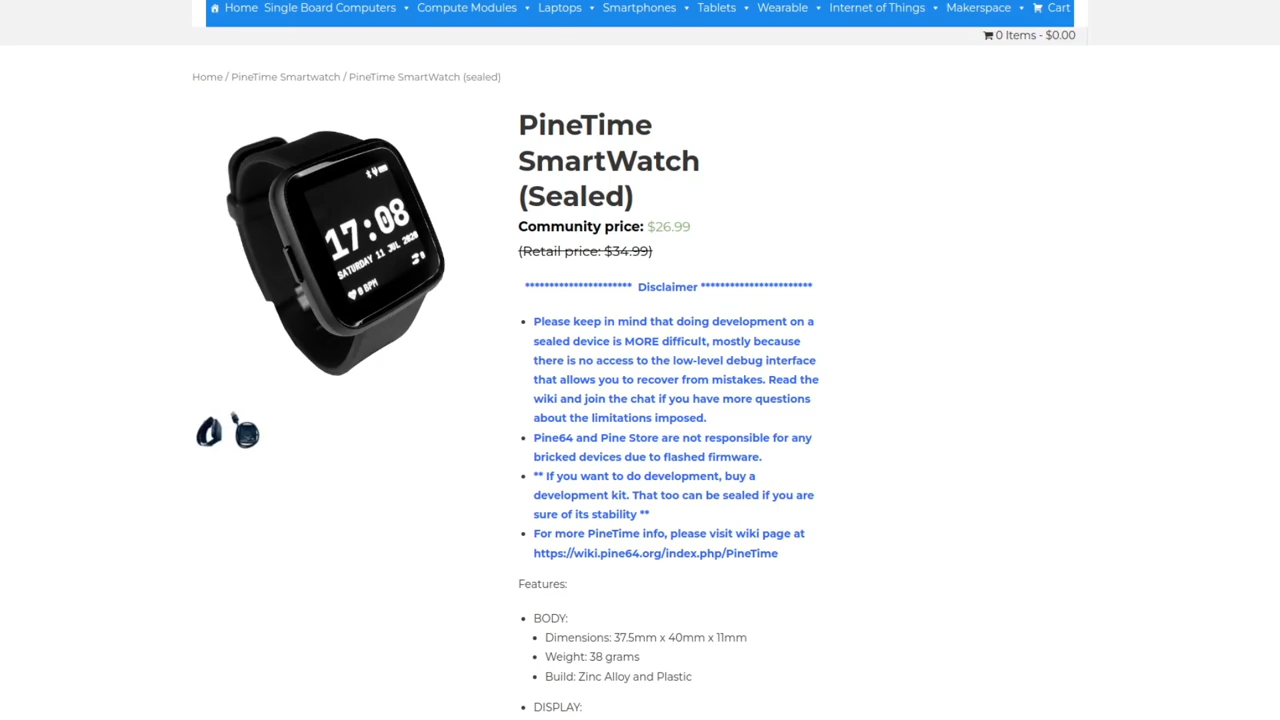 Home Single Board Computers Compute Modules Laptops Smartphones Tablets Wearable Internet of Things Makerspace Cart
0 Items - $0.00
Home / PineTime Smartwatch / PineTime SmartWatch (sealed)
PineTime
SmartWatch
(Sealed)
Community price: $26.99
(Retail price: $34.99)
********************** Disclaimer ***********************
Please keep in mind that doing development on a
sealed device is MORE difficult, mostly because
there is no access to the low-level debug interface
that allows you to recover from mistakes. Read the
wiki and join the chat if you have more questions
about the limitations imposed.
Pine64 and Pine Store are not responsible for any
bricked devices due to flashed firmware.
** If you want to do development, buy a
development kit. That too can be sealed if you are
sure of its stability **
For more PineTime info, please visit wiki page at
https://wiki.pine64.org/index.php/PineTime
Features:
BODY:
Dimensions: 37.5mm x 40mm x 11mm
Weight: 38 grams
Build: Zinc Alloy and Plastic
DISPLAY:
17:08
SATURDAY 11 JUL 2020
0 BPM
0